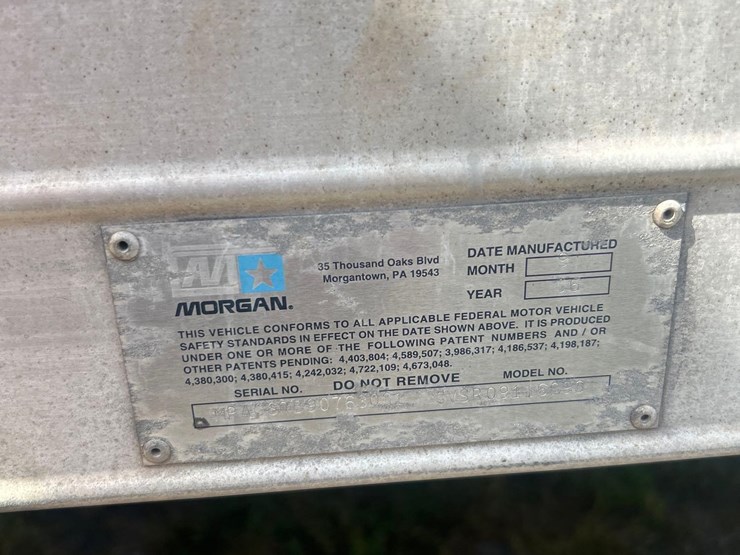 MORGAN.
35 Thousand Oaks Blvd
Morgantown, PA 19543
DATE MANUFACTURED
MONTH
YEAR
THIS VEHICLE CONFORMS TO ALL APPLICABLE FEDERAL MOTOR VEHICLE
SAFETY STANDARDS IN EFFECT ON THE DATE SHOWN ABOVE. IT IS PRODUCED
UNDER ONE OR MORE OF THE FOLLOWING PATENT NUMBERS AND / OR
OTHER PATENTS PENDING: 4,403,804; 4,589,507; 3,986,317; 4,186,537; 4,198,187;
4,380,300; 4,380,415; 4,242,032; 4,722,109; 4,673,048.
SERIAL NO. DO NOT REMOVE MODEL NO.